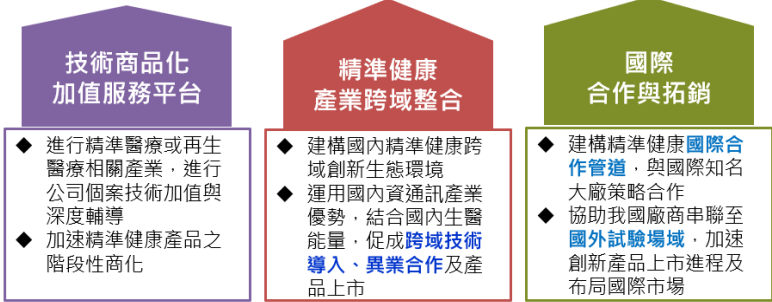 技術商品化
加值服務平台
◆ 進行精準醫療或再生
醫療相關產業，進行
公司個案技術加值與
深度輔導
◆ 加速精準健康產品之
階段性商化
精準健康
產業跨域整合
◆ 建構國內精準健康跨
域創新生態環境
◆ 運用國內資通訊產業
優勢，結合國內生醫
能量，促成跨域技術
導入、異業合作及產
品上市
國際
合作與拓銷
◆ 建構精準健康國際合
作管道，與國際知名
大廠策略合作
◆ 協助我國廠商串聯至
國外試驗場域，加速
創新產品上市進程及
布局國際市場